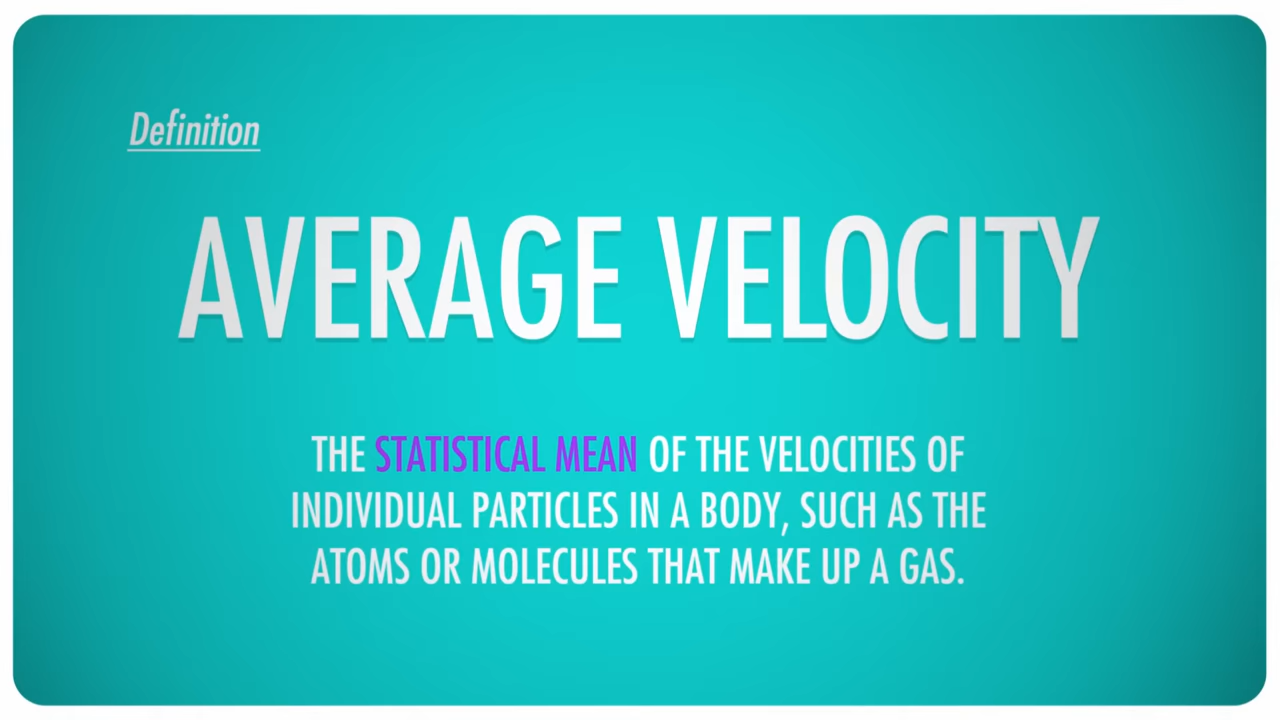 Definition
AVERAGE VELOCITY
THE STATISTICAL MEAN OF THE VELOCITIES OF
INDIVIDUAL PARTICLES IN A BODY, SUCH AS THE
ATOMS OR MOLECULES THAT MAKE UP A GAS.